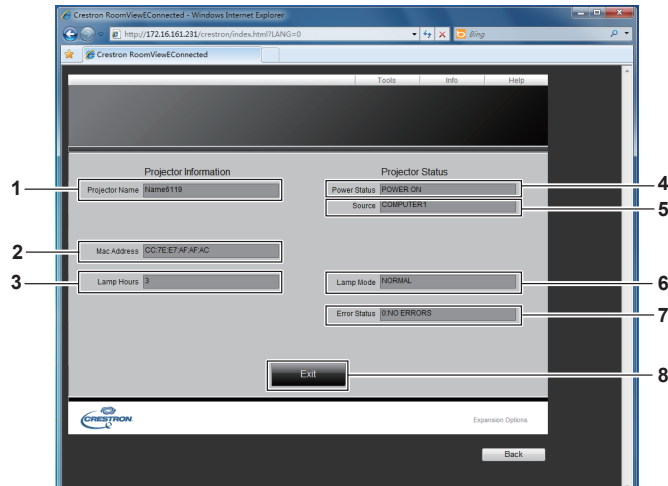 Crestron RoomViewEConnected - Windows Internet Explorer
http://172.16.161.231/crestron/index.html?LANG=0
Bing
Crestron RoomViewEConnected
Tools Info Help
Projector Information Projector Status
1 Projector Name Name6119
Power Status POWER ON 4
Source COMPUTER1 5
2 Mac Address CC:7E:E7:AF:AF:AC
3 Lamp Hours 3
Lamp Mode NORMAL 6
Error Status 0:NO ERRORS 7
Exit 8
CRESTRON Expansion Options
Back